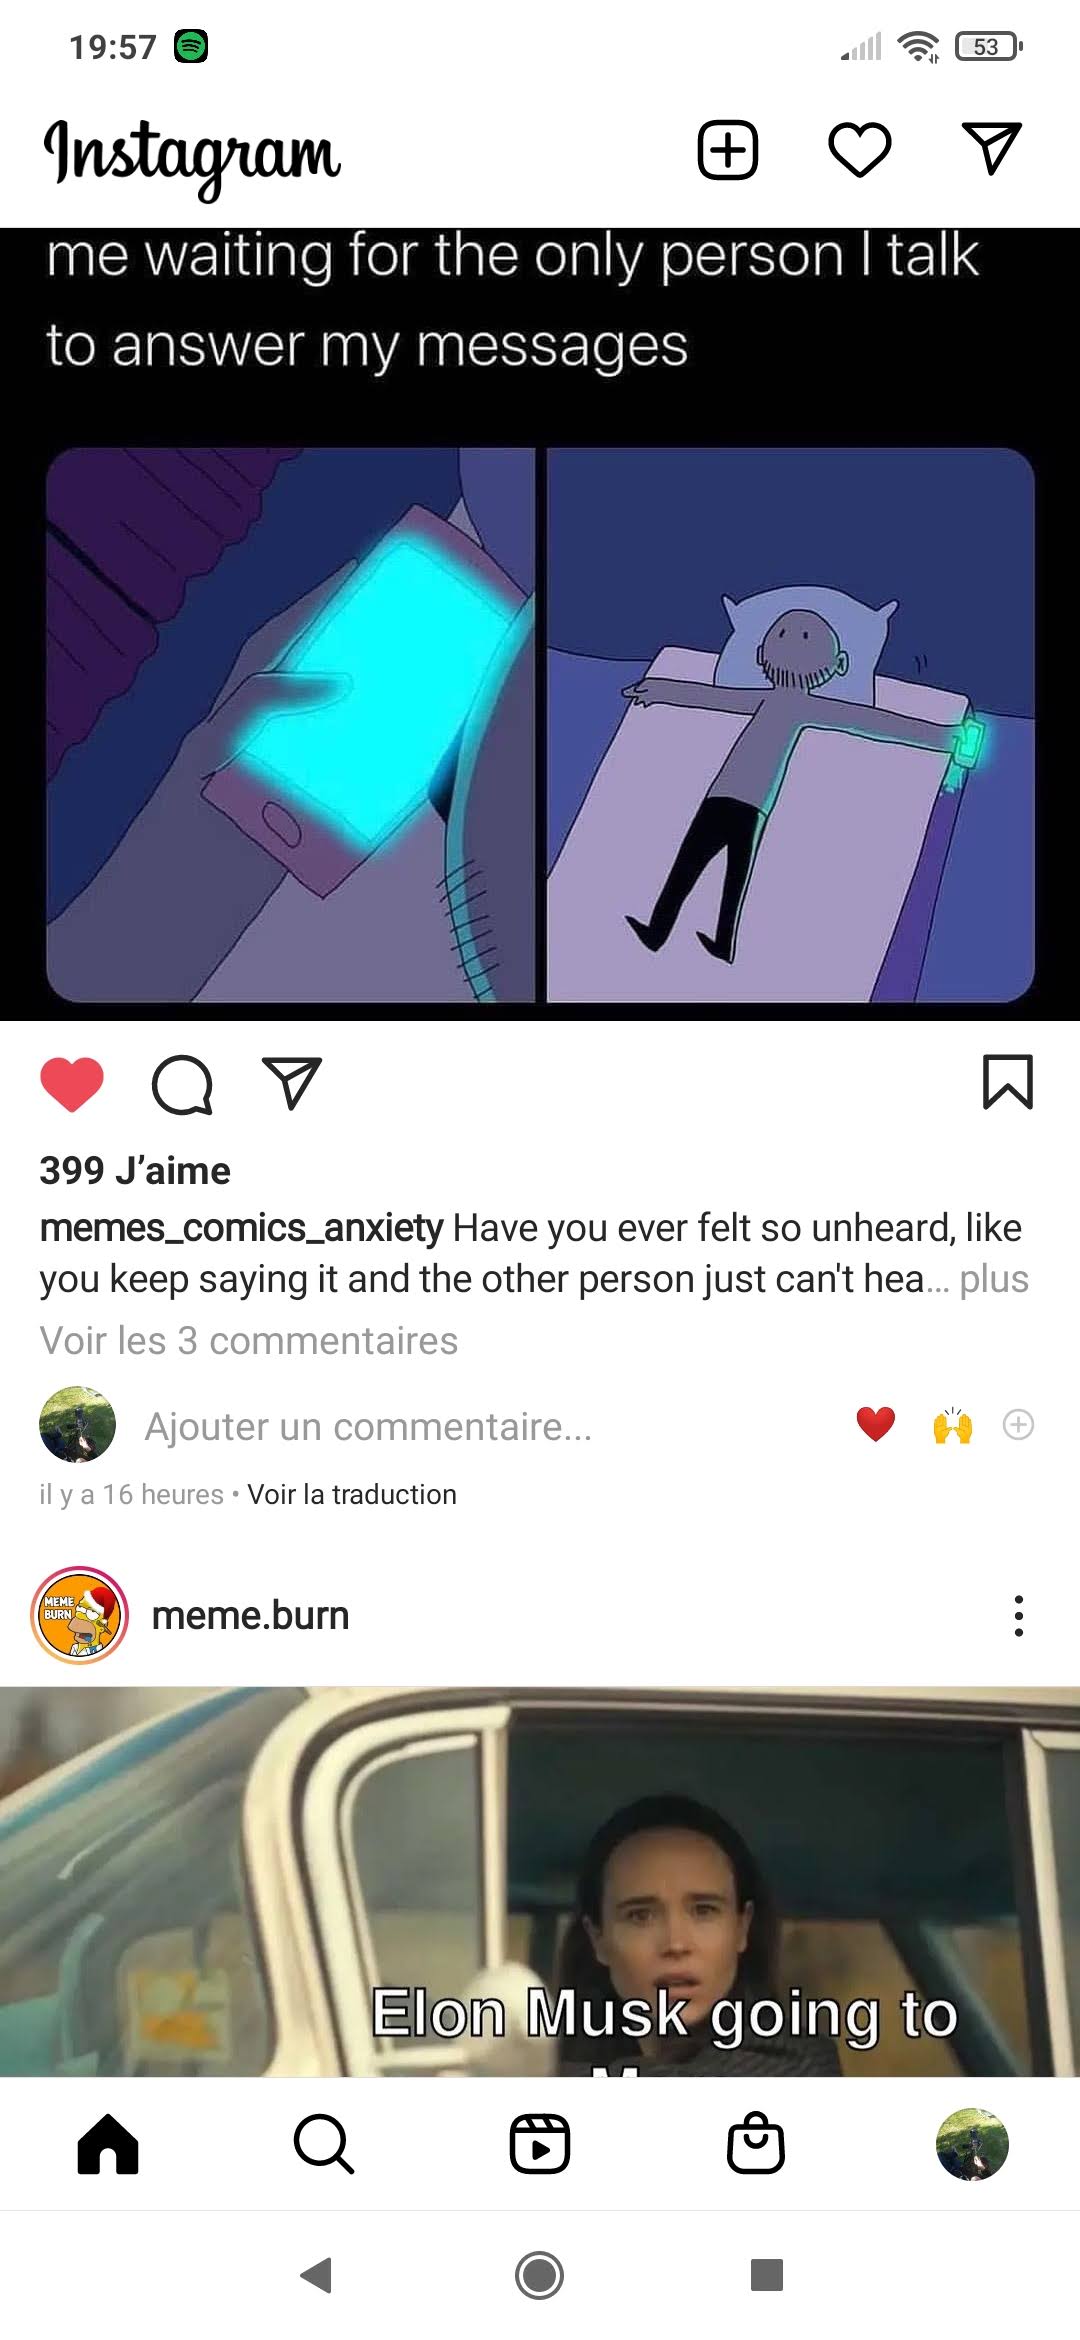 19:57
53
Instagram
me waiting for the only person I talk
to answer my messages
399 J'aime
memes_comics_anxiety Have you ever felt so unheard, like
you keep saying it and the other person just can't hea... plus
Voir les 3 commentaires
Ajouter un commentaire...
il y a 16 heures • Voir la traduction
MEME
BURN
meme.burn
Elon Musk going to